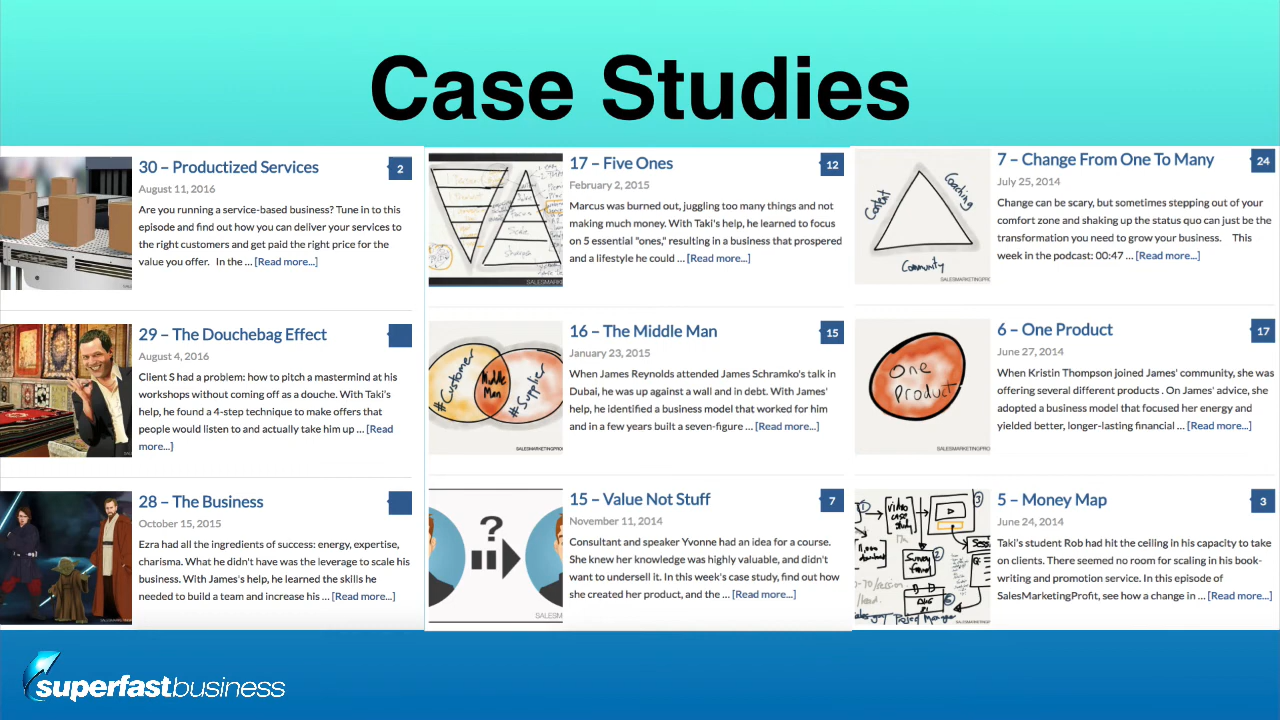 Case Studies
30 – Productized Services
2
August 11, 2016
Are you running a service-based business? Tune in to this
episode and find out how you can deliver your services to
the right customers and get paid the right price for the
value you offer. In the ... [Read more...]
29 – The Douchebag Effect
August 4, 2016
Client S had a problem: how to pitch a mastermind at his
workshops without coming off as a douche. With Taki's
help, he found a 4-step technique to make offers that
people would listen to and actually take him up ... [Read
more...]
28 – The Business
October 15, 2015
Ezra had all the ingredients of success: energy, expertise,
charisma. What he didn't have was the leverage to scale his
business. With James's help, he learned the skills he
needed to build a team and increase his ... [Read more...]
17 – Five Ones
12
February 2, 2015
Marcus was burned out, juggling too many things and not
making much money. With Taki's help, he learned to focus
on 5 essential "ones," resulting in a business that prospered
and a lifestyle he could ... [Read more...]
SALESMARKETINGPRO
16 – The Middle Man
15
January 23, 2015
When James Reynolds attended James Schramko's talk in
Dubai, he was up against a wall and in debt. With James'
help, he identified a business model that worked for him
and in a few years built a seven-figure ... [Read more...]
#Customer
Middle
Man
#Supplier
SALESMARKETINGPRO
15 – Value Not Stuff
7
November 11, 2014
Consultant and speaker Yvonne had an idea for a course.
She knew her knowledge was highly valuable, and didn't
want to undersell it. In this week's case study, find out how
she created her product, and the ... [Read more...]
?
SALESM
7 – Change From One To Many
24
July 25, 2014
Change can be scary, but sometimes stepping out of your
comfort zone and shaking up the status quo can be the
transformation you need to grow your business. This
week in the podcast: 00:47 ... [Read more...]
Content
Coaching
Community
SALESMARKETINGPRO
6 – One Product
17
June 27, 2014
When Kristin Thompson joined James' community, she was
offering several different products . On James' advice, she
adopted a business model that focused her energy and
yielded better, longer-lasting financial ... [Read more...]
One
Product
SALESMARKETINGPRO
5 – Money Map
3
June 24, 2014
Taki's student Rob had hit the ceiling in his capacity to take
on clients. There seemed no room for scaling in his book-
writing and promotion service. In this episode of
SalesMarketingProfit, see how a change in ... [Read more...]
VIDEO
CASE
STUDY
superfastbusiness